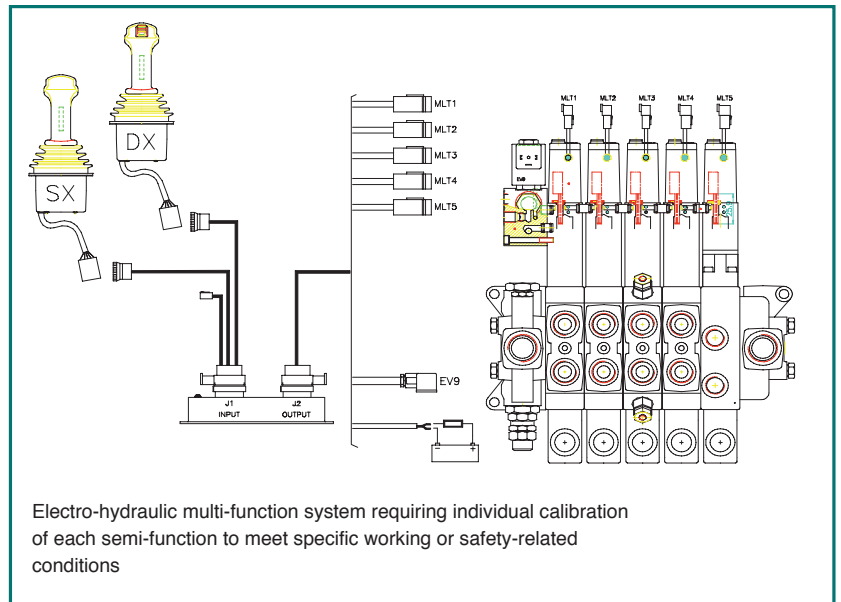 DX
SX
MLT1
MLT2
MLT3
MLT4
MLT5
MLT1 MLT2 MLT3 MLT4 MLT5
EV9
J1
INPUT
J2
OUTPUT
EV9
- +
Electro-hydraulic multi-function system requiring individual calibration
of each semi-function to meet specific working or safety-related
conditions